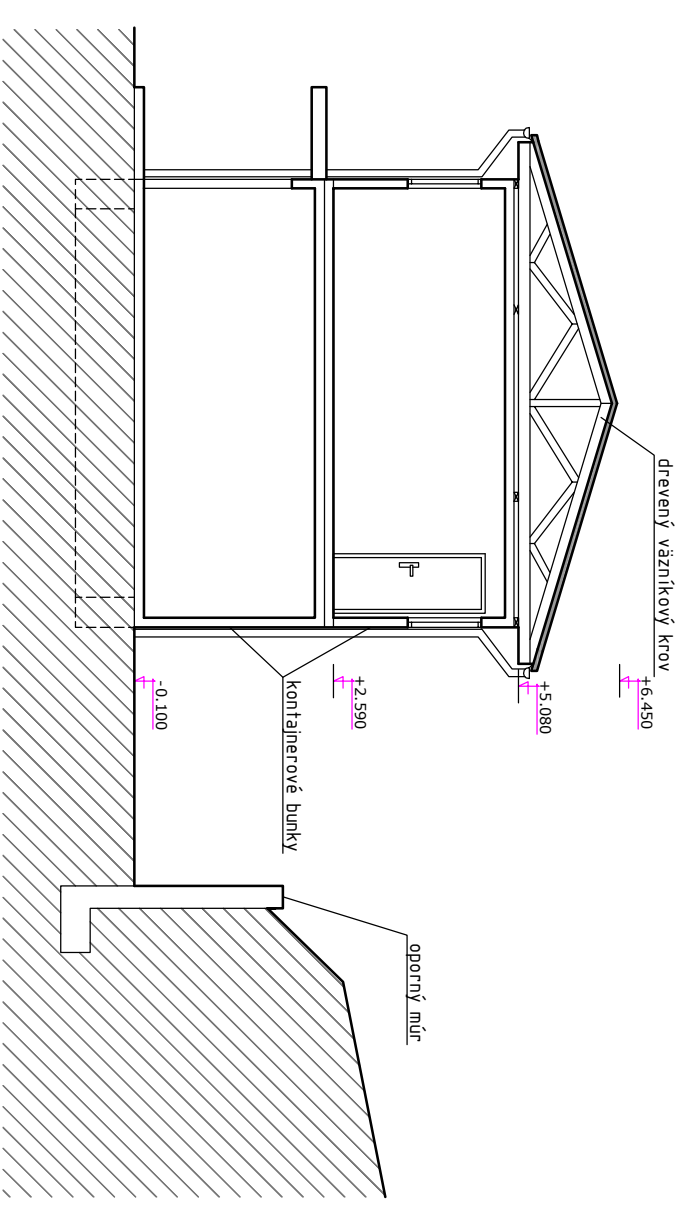 drevený väzníkový krov
+6.450
+5.080
+2.590
-0.100
kontajnerové bunky
oporný múr